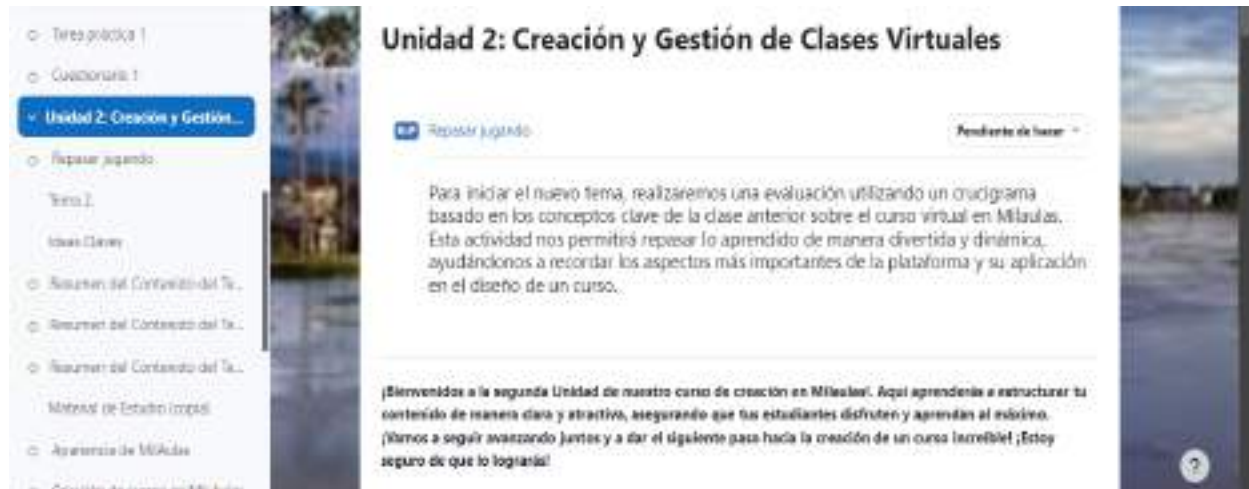 Tarea práctica 1
Cuestionario 1
Unidad 2: Creación y Gestión...
Repasar jugando
Tema 2
Ideas Claves
Resumen del Contenido del Te...
Resumen del Contenido del Te...
Resumen del Contenido del Te...
Material de Estudio (copia)
Apariencia de MilAulas
Unidad 2: Creación y Gestión de Clases Virtuales
Repasar jugando
Pendiente de hacer
Para iniciar el nuevo tema, realizaremos una evaluación utilizando un crucigrama
basado en los conceptos clave de la clase anterior sobre el curso virtual en Milaulas.
Esta actividad nos permitirá repasar lo aprendido de manera divertida y dinámica,
ayudándonos a recordar los aspectos más importantes de la plataforma y su aplicación
en el diseño de un curso.
¡Bienvenidos a la segunda Unidad de nuestro curso de creación en Milaulas!. Aquí aprenderás a estructurar tu
contenido de manera clara y atractiva, asegurando que tus estudiantes disfruten y aprendan al máximo.
¡Vamos a seguir avanzando juntos y a dar el siguiente paso hacia la creación de un curso increíble! ¡Estoy
seguro de que lo lograrás!
?